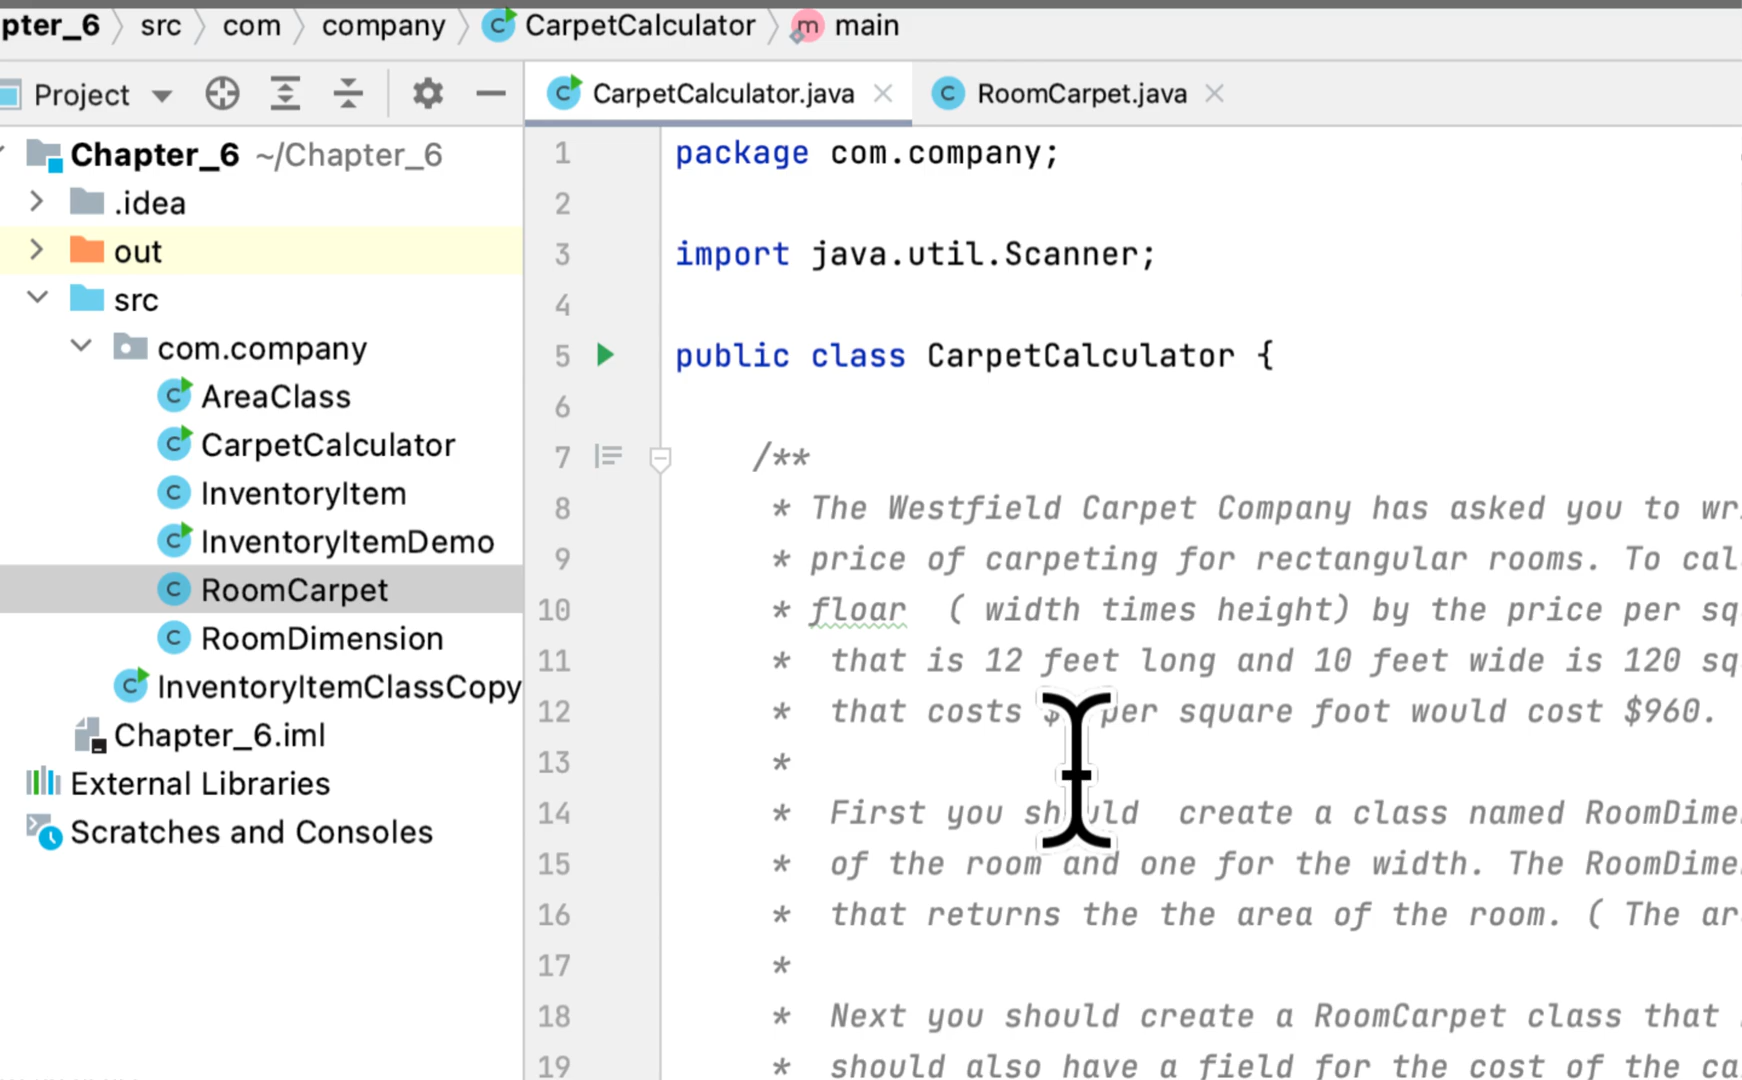 pter_6 src com company CarpetCalculator main
Project
CarpetCalculator.java RoomCarpet.java
Chapter_6 ~/Chapter_6
.idea
out
src
com.company
AreaClass
CarpetCalculator
InventoryItem
InventoryItemDemo
RoomCarpet
RoomDimension
InventoryItemClassCopy
Chapter_6.iml
External Libraries
Scratches and Consoles
1 package com.company;
2
3 import java.util.Scanner;
4
5 public class CarpetCalculator {
6
7 /**
8 * The Westfield Carpet Company has asked you to wr
9 * price of carpeting for rectangular rooms. To cal
10 * floar ( width times height) by the price per sq
11 * that is 12 feet long and 10 feet wide is 120 sq
12 * that costs $ per square foot would cost $960.
13 *
14 * First you should create a class named RoomDime
15 * of the room and one for the width. The RoomDime
16 * that returns the the area of the room. ( The ar
17 *
18 * Next you should create a RoomCarpet class that
19 * should also have a field for the cost of the ca